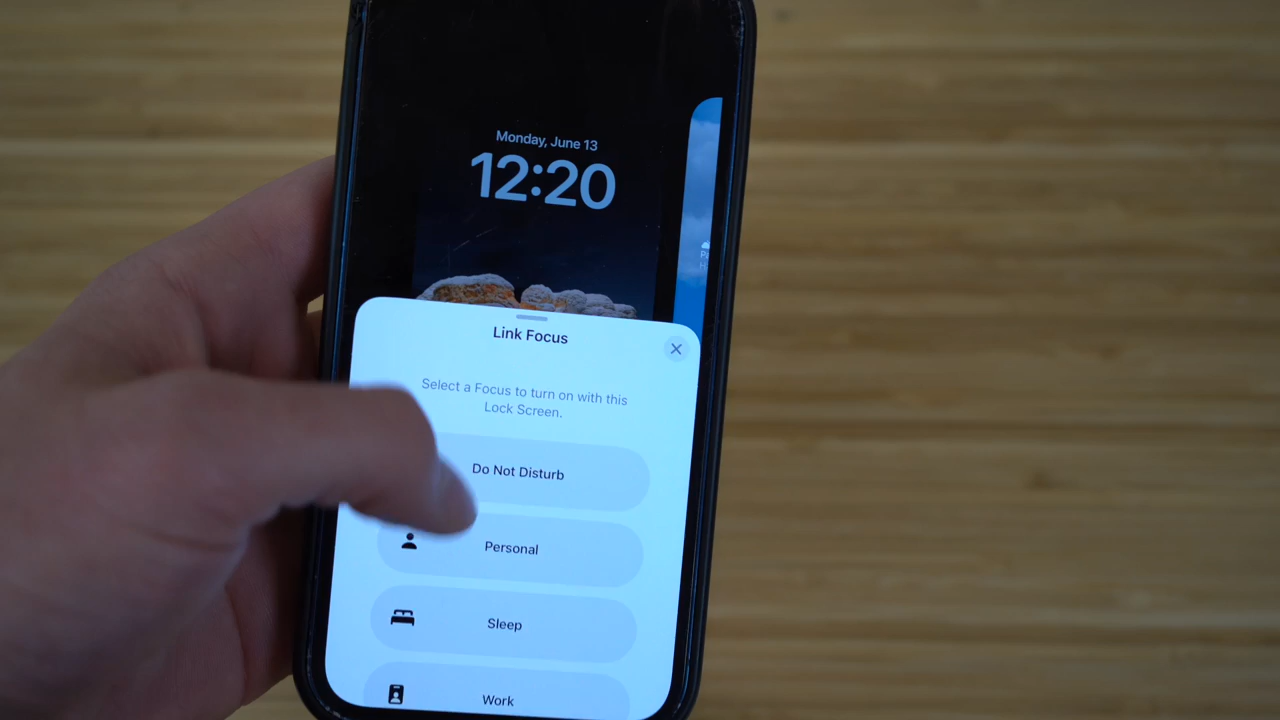 Monday, June 13
12:20
Link Focus
Select a Focus to turn on with this
Lock Screen.
Do Not Disturb
Personal
Sleep
Work